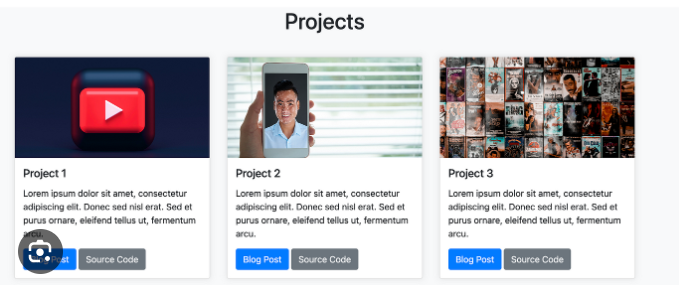 Projects
Project 1
Lorem ipsum dolor sit amet, consectetur
adipiscing elit. Donec sed nisl erat. Sed et
purus ornare, eleifend tellus ut, fermentum
arcu.
Post
Source Code
Project 2
Lorem ipsum dolor sit amet, consectetur
adipiscing elit. Donec sed nisl erat. Sed et
purus ornare, eleifend tellus ut, fermentum
arcu.
Blog Post
Source Code
Project 3
Lorem ipsum dolor sit amet, consectetur
adipiscing elit. Donec sed nisl erat. Sed et
purus ornare, eleifend tellus ut, fermentum
arcu.
Blog Post
Source Code